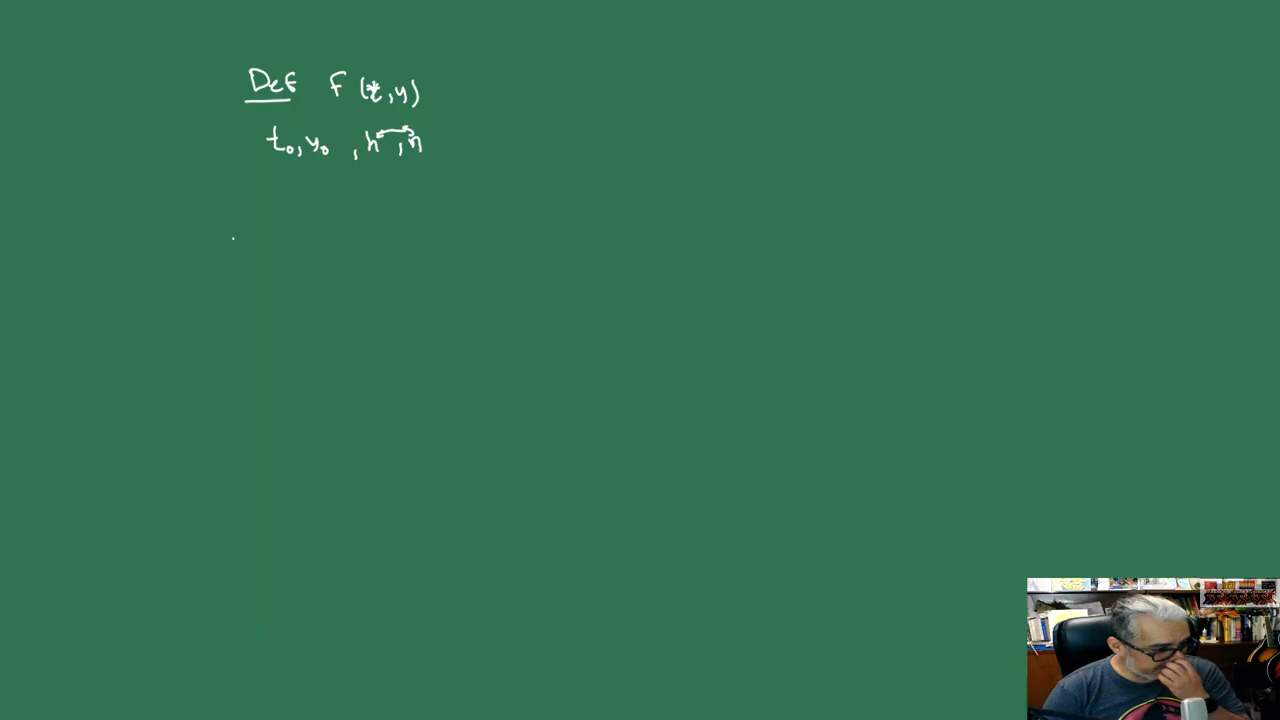 Def f (t,y)
t₀, y₀ , h , n